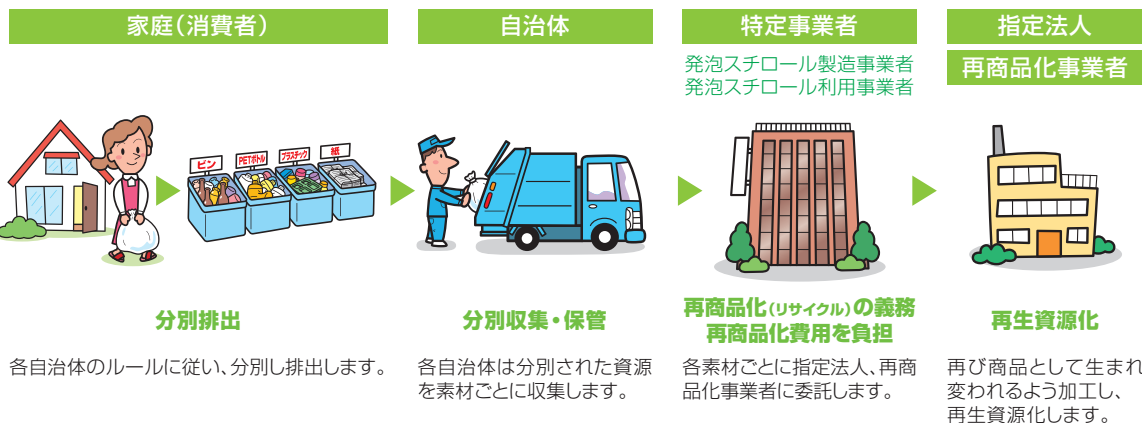 家庭(消費者)
自治体
特定事業者
指定法人
再商品化事業者
発泡スチロール製造事業者
発泡スチロール利用事業者
ビン
PETボトル
プラスチック
紙
分別排出
各自治体のルールに従い、分別し排出します。
分別収集・保管
各自治体は分別された資源
を素材ごとに収集します。
再商品化(リサイクル)の義務
再商品化費用を負担
各素材ごとに指定法人、再商
品化事業者に委託します。
再生資源化
再び商品として生まれ
変われるよう加工し、
再生資源化します。